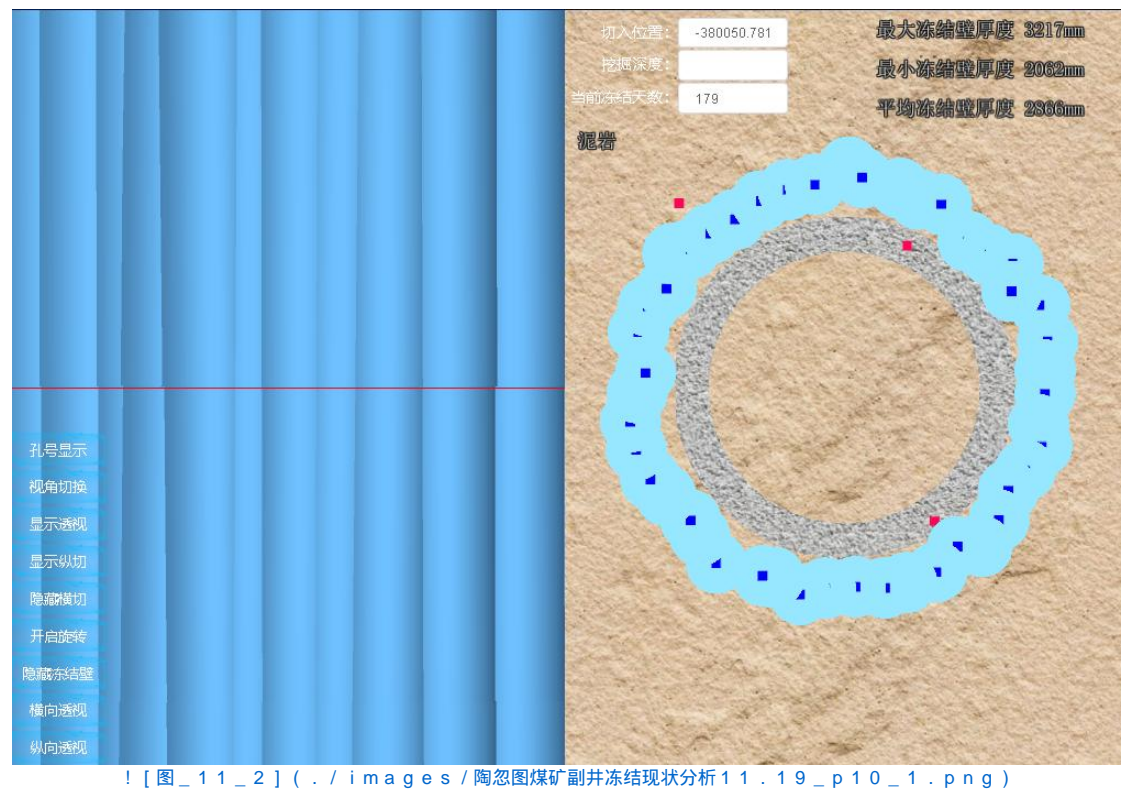 切入位置： -380050.781
挖掘深度：
当前冻结天数： 179
最大冻结壁厚度 3217mm
最小冻结壁厚度 2062mm
平均冻结壁厚度 2866mm
泥岩
孔号显示
视角切换
显示透视
显示纵切
隐藏横切
开启旋转
隐藏冻结壁
横向透视
纵向透视
![图_11_2](./images/陶忽图煤矿副井冻结现状分析11.19_p10_1.png)